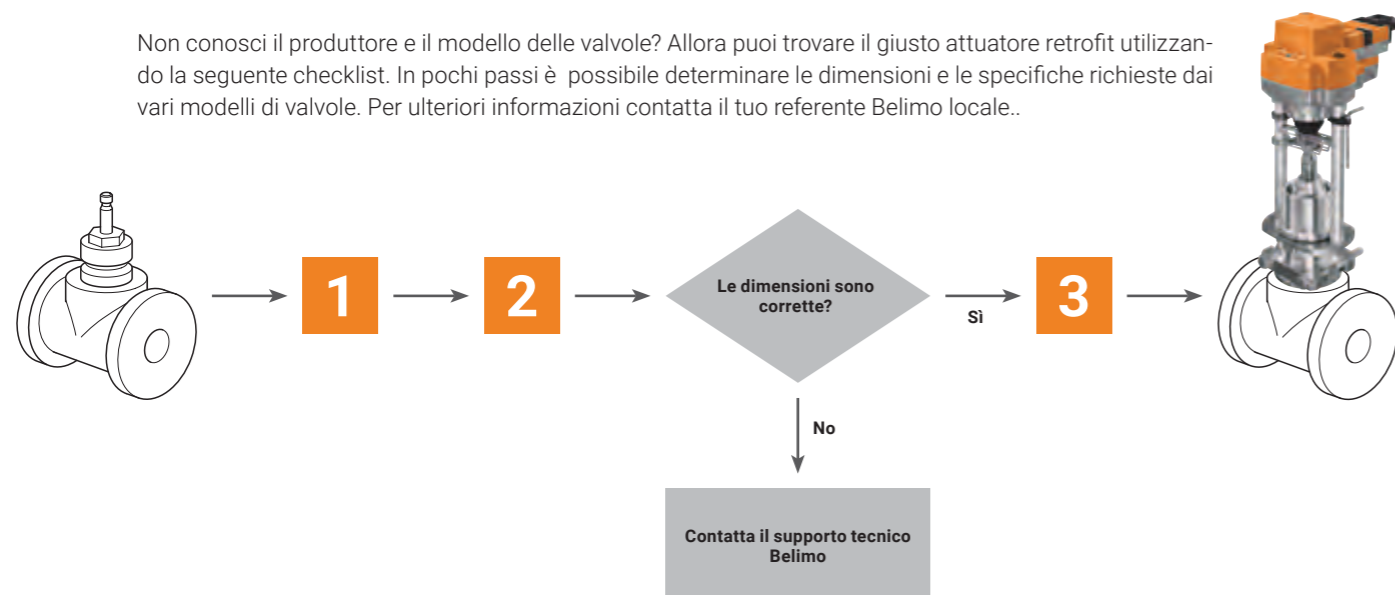 Non conosci il produttore e il modello delle valvole? Allora puoi trovare il giusto attuatore retrofit utilizzan-
do la seguente checklist. In pochi passi è  possibile determinare le dimensioni e le specifiche richieste dai
vari modelli di valvole. Per ulteriori informazioni contatta il tuo referente Belimo locale..
1
2
Le dimensioni sono
corrette?
Sì
3
No
Contatta il supporto tecnico
Belimo